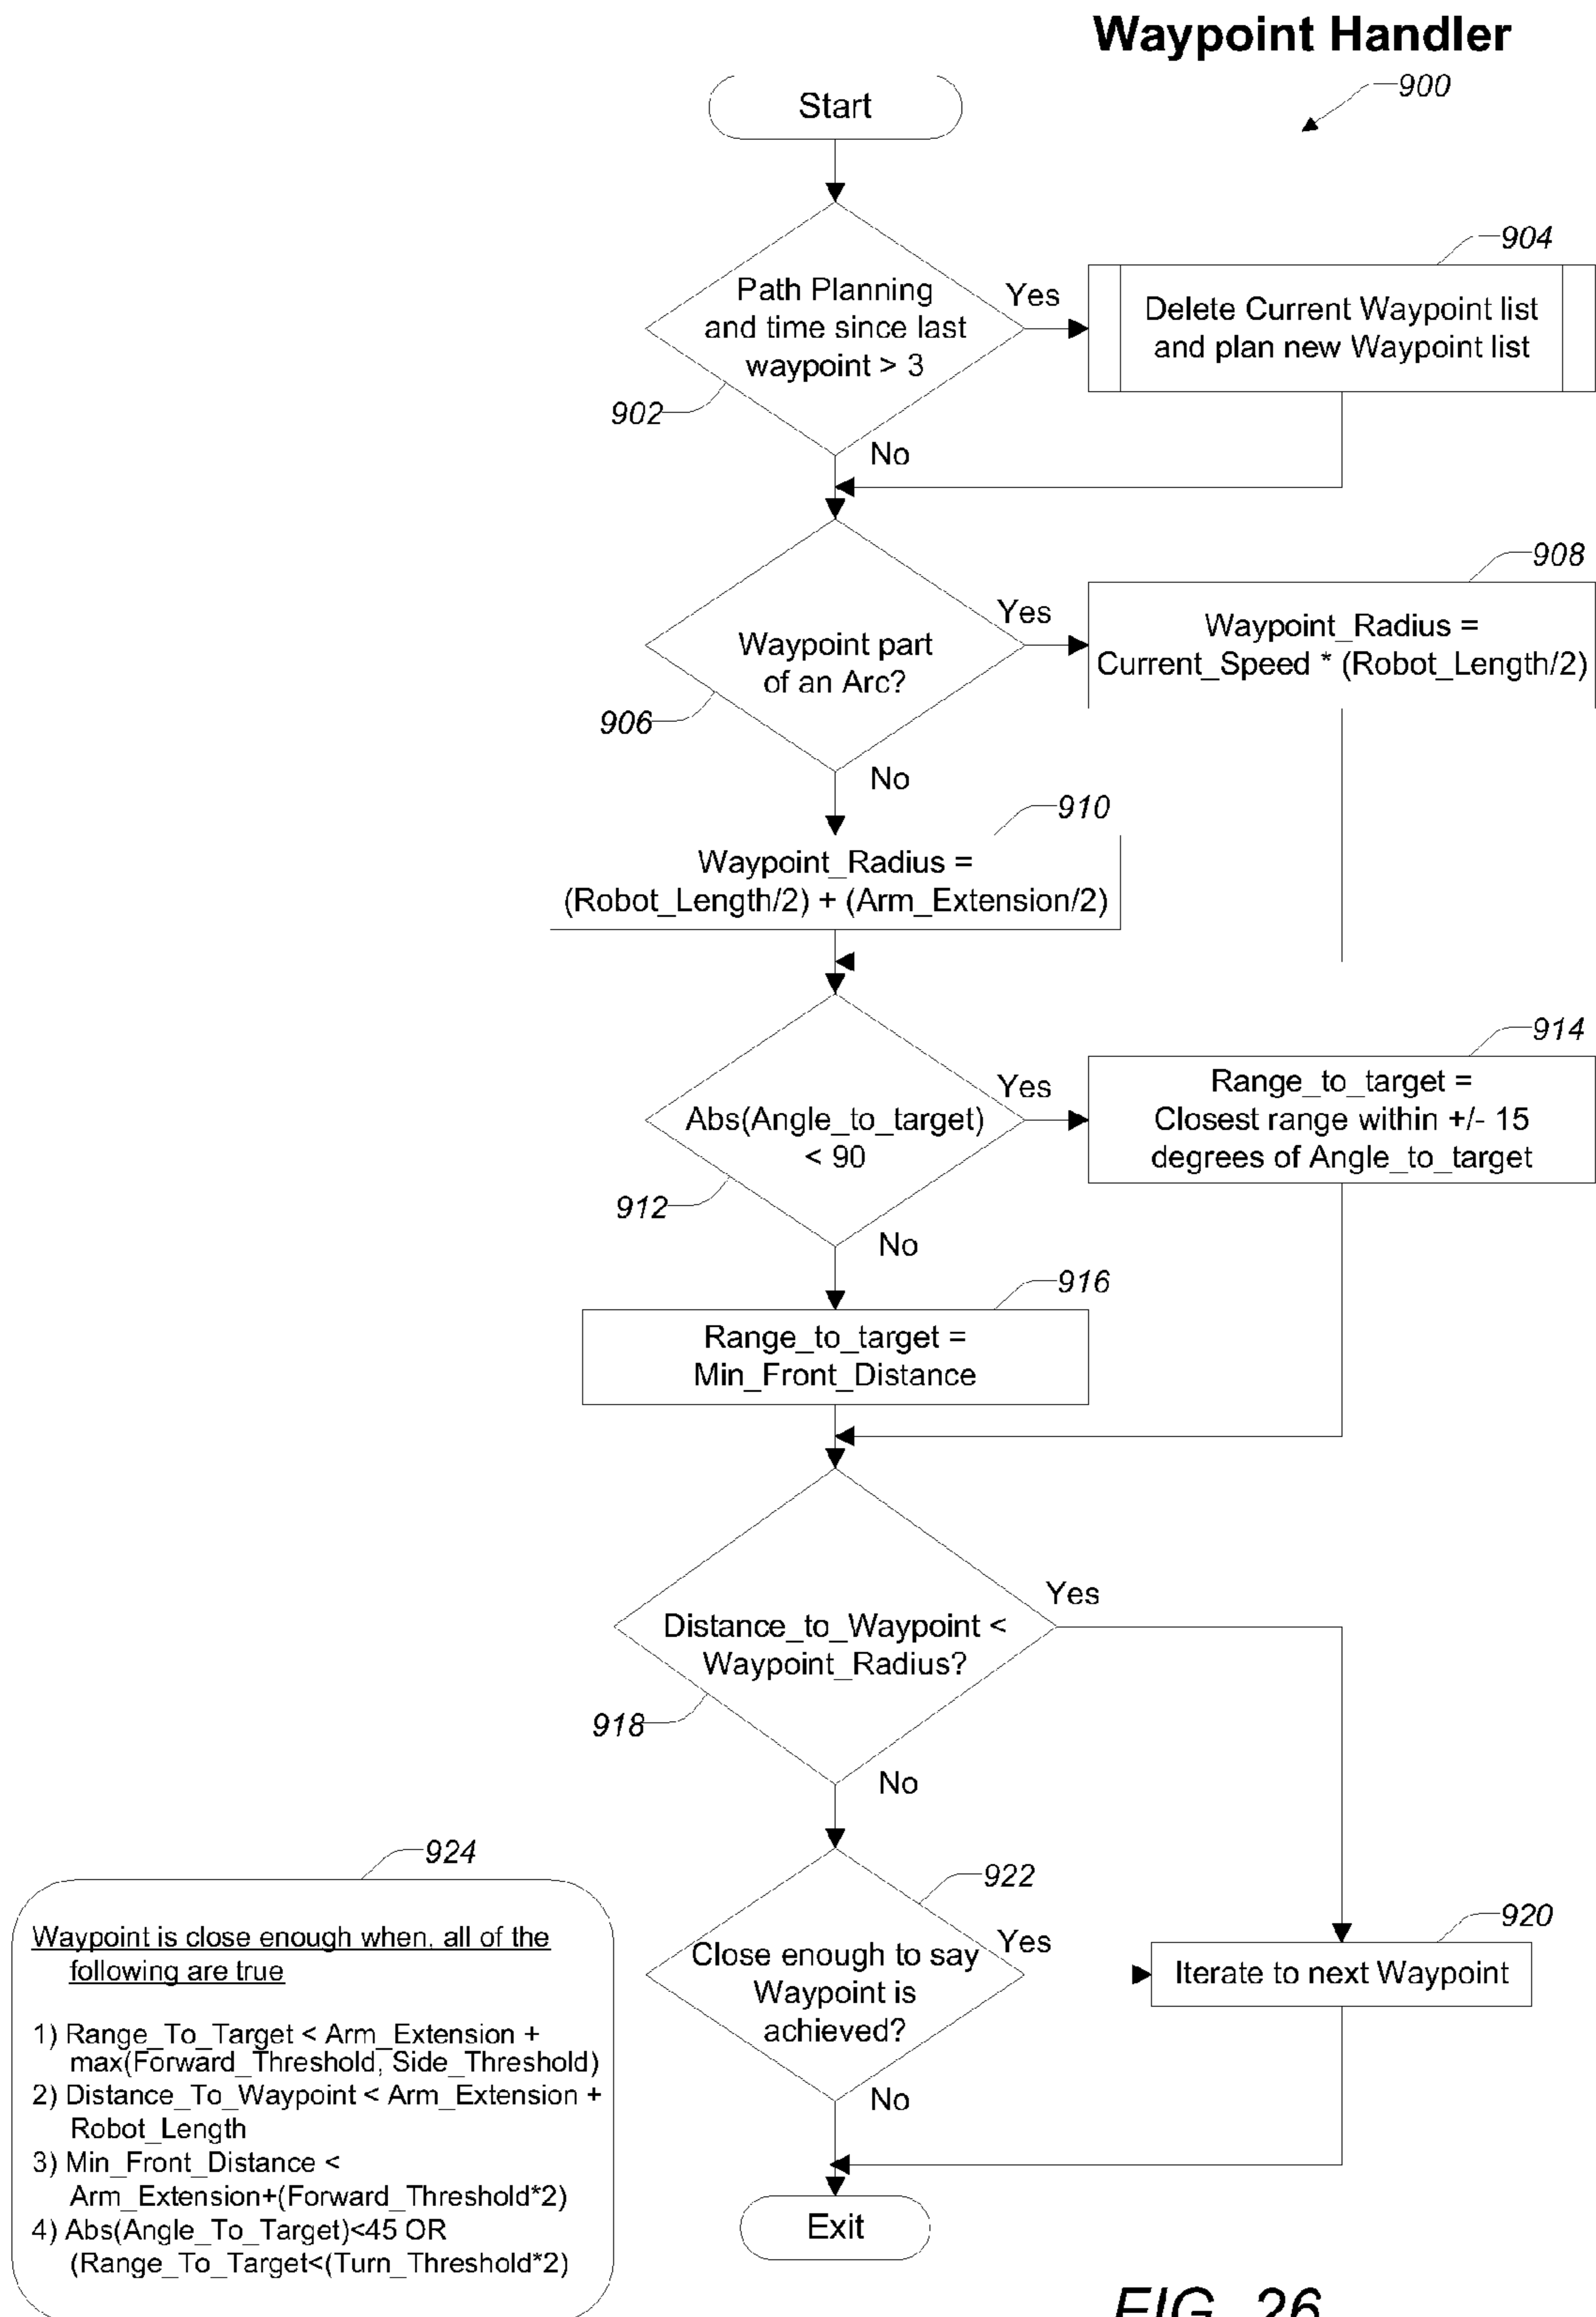 Waypoint Handler
900
Start
904
Path Planning
and time since last
waypoint > 3
Yes
Delete Current Waypoint list
and plan new Waypoint list
902
No
908
Waypoint part
of an Arc?
Yes
Waypoint_Radius =
Current_Speed * (Robot_Length/2)
906
No
910
Waypoint_Radius =
(Robot_Length/2) + (Arm_Extension/2)
914
Abs(Angle_to_target)
< 90
Yes
Range_to_target =
Closest range within +/- 15
degrees of Angle_to_target
912
No
916
Range_to_target =
Min_Front_Distance
Distance_to_Waypoint <
Waypoint_Radius?
Yes
918
No
922
Close enough to say
Waypoint is
achieved?
Yes
920
Iterate to next Waypoint
No
Exit
924
Waypoint is close enough when, all of the
following are true
1) Range_To_Target < Arm_Extension +
max(Forward_Threshold, Side_Threshold)
2) Distance_To_Waypoint < Arm_Extension +
Robot_Length
3) Min_Front_Distance <
Arm_Extension+(Forward_Threshold*2)
4) Abs(Angle_To_Target)<45 OR
(Range_To_Target<(Turn_Threshold*2)
FIG. 26